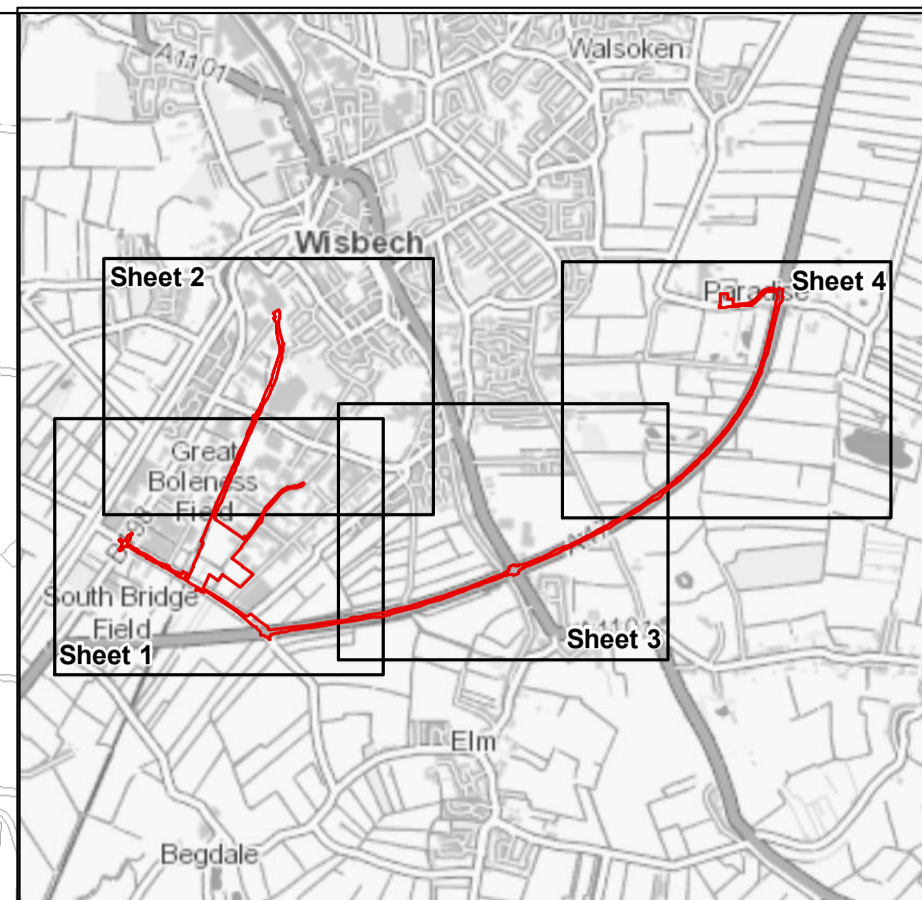 Walsoken
A1101
Wisbech
Sheet 2
Paradise
Sheet 4
Great
Boleness
Field
A47
South Bridge
Field
Sheet 1
Sheet 3
Elm
Begdale